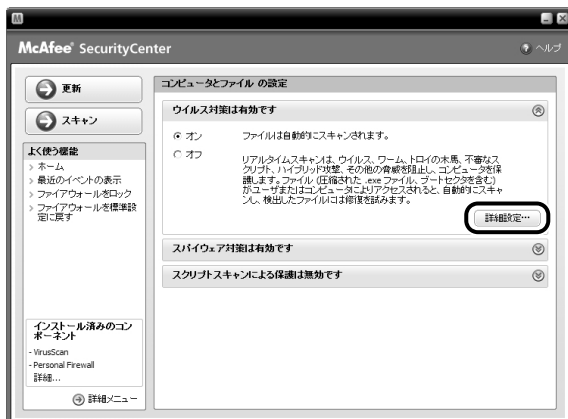 McAfee® SecurityCenter
ヘルプ
更新
スキャン
よく使う機能
> ホーム
> 最近のイベントの表示
> ファイアウォールをロック
> ファイアウォールを標準設
定に戻す
インストール済みのコン
ポーネント
- VirusScan
- Personal Firewall
詳細...
詳細メニュー
コンピュータとファイル の設定
ウイルス対策は有効です
オン
ファイルは自動的にスキャンされます。
オフ
リアルタイムスキャンは、ウイルス、ワーム、トロイの木馬、不審なス
クリプト、ハイブリッド攻撃、その他の脅威を阻止し、コンピュータを保
護します。ファイル (圧縮された .exe ファイル、ブートセクタを含む)
がユーザまたはコンピュータによりアクセスされると、自動的にスキャ
ンし、検出したファイルには修復を試みます。
詳細設定…
スパイウェア対策は有効です
スクリプトスキャンによる保護は無効です